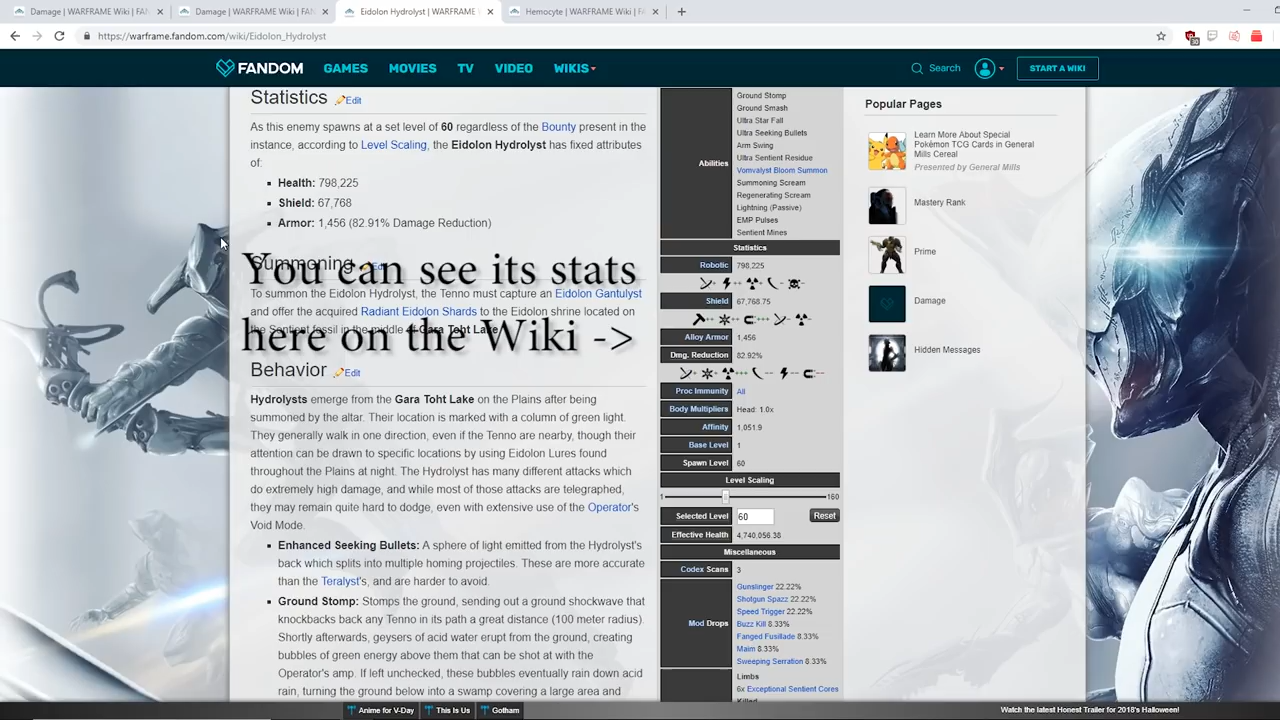 Damage | WARFRAME Wiki | FAN
Damage | WARFRAME Wiki | FAN
Eidolon Hydrolyst | WARFRAME
Hemocyte | WARFRAME Wiki | F
https://warframe.fandom.com/wiki/Eidolon_Hydrolyst
FANDOM GAMES MOVIES TV VIDEO WIKIS Search START A WIKI
Statistics Edit
As this enemy spawns at a set level of 60 regardless of the Bounty present in the
instance, according to Level Scaling, the Eidolon Hydrolyst has fixed attributes
of:
Health: 798,225
Shield: 67,768
Armor: 1,456 (82.91% Damage Reduction)
Summoning
You can see its stats
here on the Wiki ->
To summon the Eidolon Hydrolyst, the Tenno must capture an Eidolon Gantulyst
and offer the acquired Radiant Eidolon Shards to the Eidolon shrine located on
the Sentient fossil in the middle of Gara Toht Lake
Behavior Edit
Hydrolysts emerge from the Gara Toht Lake on the Plains after being
summoned by the altar. Their location is marked with a column of green light.
They generally walk in one direction, even if the Tenno are nearby, though their
attention can be drawn to specific locations by using Eidolon Lures found
throughout the Plains at night. The Hydrolyst has many different attacks which
do extremely high damage, and while most of those attacks are telegraphed,
they may remain quite hard to dodge, even with extensive use of the Operator's
Void Mode.
Enhanced Seeking Bullets: A sphere of light emitted from the Hydrolyst's
back which splits into multiple homing projectiles. These are more accurate
than the Teralyst's, and are harder to avoid.
Ground Stomp: Stomps the ground, sending out a ground shockwave that
knockbacks back any Tenno in its path a great distance (100 meter radius).
Shortly afterwards, geysers of acid water erupt from the ground, creating
bubbles of green energy above them that can be shot at with the
Operator's amp. If left unchecked, these bubbles eventually rain down acid
rain, turning the ground below into a swamp covering a large area and
Abilities
Ground Stomp
Ground Smash
Ultra Star Fall
Ultra Seeking Bullets
Arm Swing
Ultra Sentient Residue
Vomvalyst Bloom Summon
Summoning Scream
Regenerating Scream
Lightning (Passive)
EMP Pulses
Sentient Mines
Statistics
Robotic 798,225
Shield 67,768.75
Alloy Armor 1,456
Dmg. Reduction 82.92%
Proc Immunity All
Body Multipliers Head: 1.0x
Affinity 1,051.9
Base Level 1
Spawn Level 60
Level Scaling
1 160
Selected Level 60 Reset
Effective Health 4,740,056.38
Miscellaneous
Codex Scans 3
Mod Drops
Gunslinger 22.22%
Shotgun Spazz 22.22%
Speed Trigger 22.22%
Buzz Kill 8.33%
Fanged Fusillade 8.33%
Maim 8.33%
Sweeping Serration 8.33%
Limbs
6x Exceptional Sentient Cores
Killed
Popular Pages
Learn More About Special
Pokémon TCG Cards in General
Mills Cereal
Presented by General Mills
Mastery Rank
Prime
Damage
Hidden Messages
Anime for V-Day This Is Us Gotham
Watch the latest Honest Trailer for 2018's Halloween!